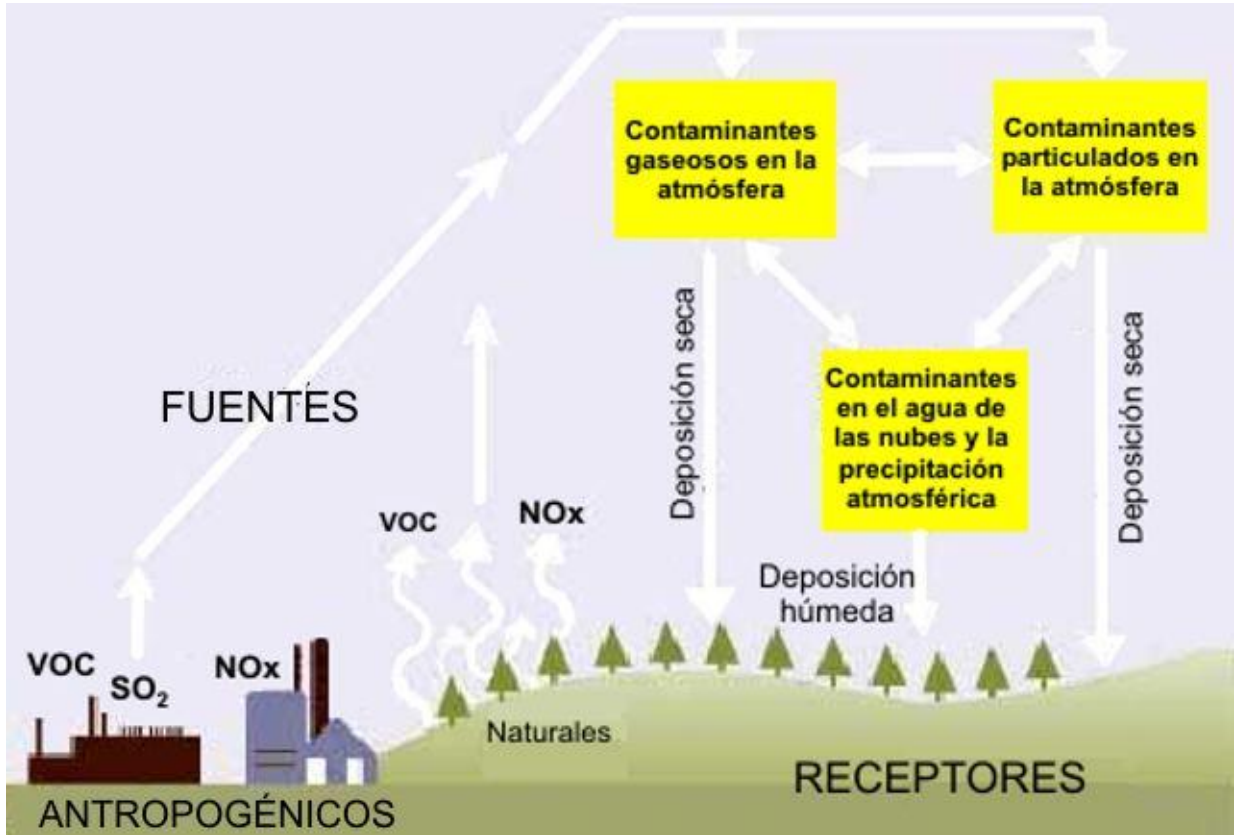 Contaminantes
gaseosos en la
atmósfera
Contaminantes
particulados en
la atmósfera
Deposición seca
Deposición seca
Contaminantes
en el agua de
las nubes y la
precipitación
atmosférica
FUENTES
VOC
NOx
Deposición
húmeda
VOC
SO₂
NOx
Naturales
RECEPTORES
ANTROPOGÉNICOS